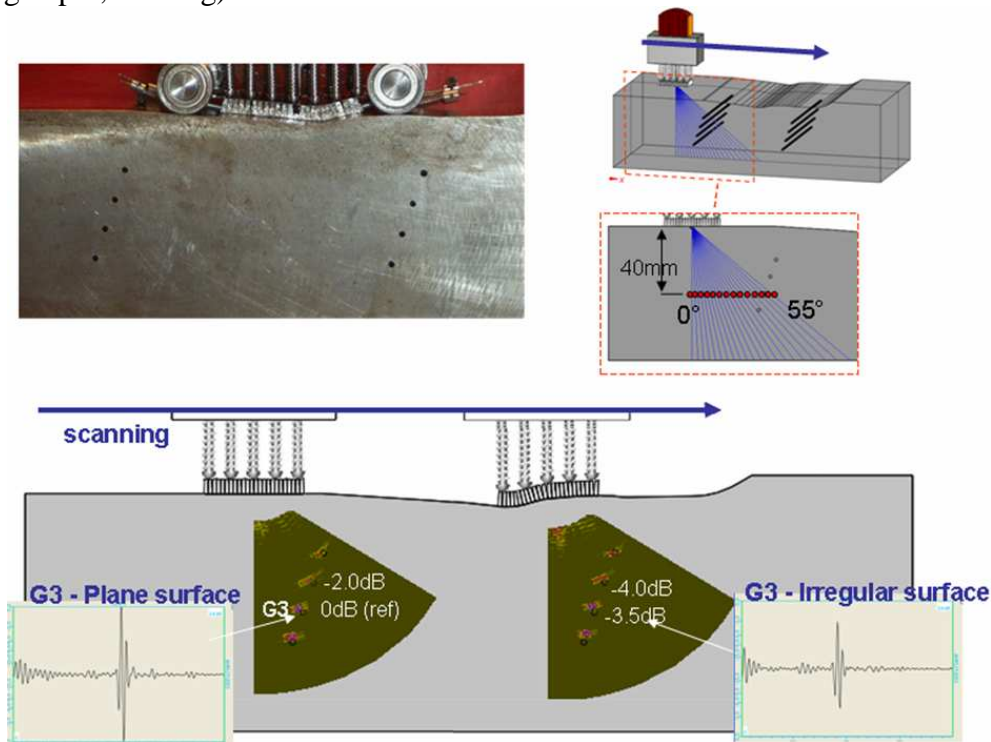 40mm
0°
55°
scanning
-2.0dB
G3 - Plane surface
G3
0dB (ref)
-4.0dB
-3.5dB
G3 - Irregular surface